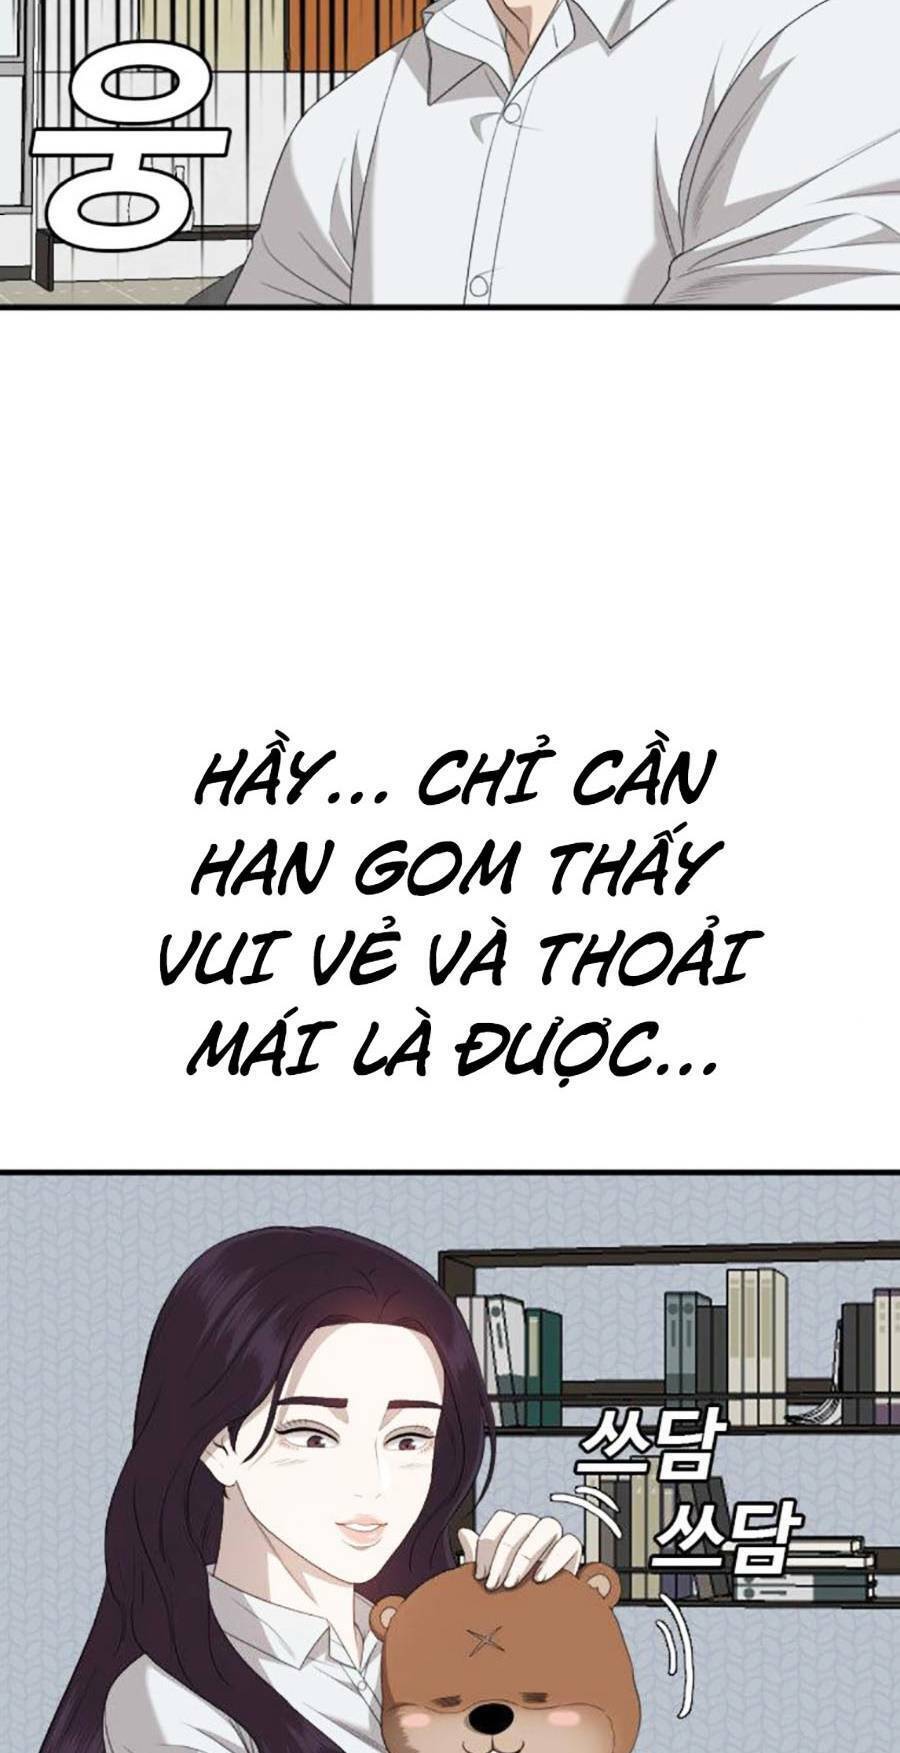 웅
HẦY... CHỈ CẦN
HAN GOM THẤY
VUI VẺ VÀ THOẢI
MÁI LÀ ĐƯỢC...
쓰담
쓰담